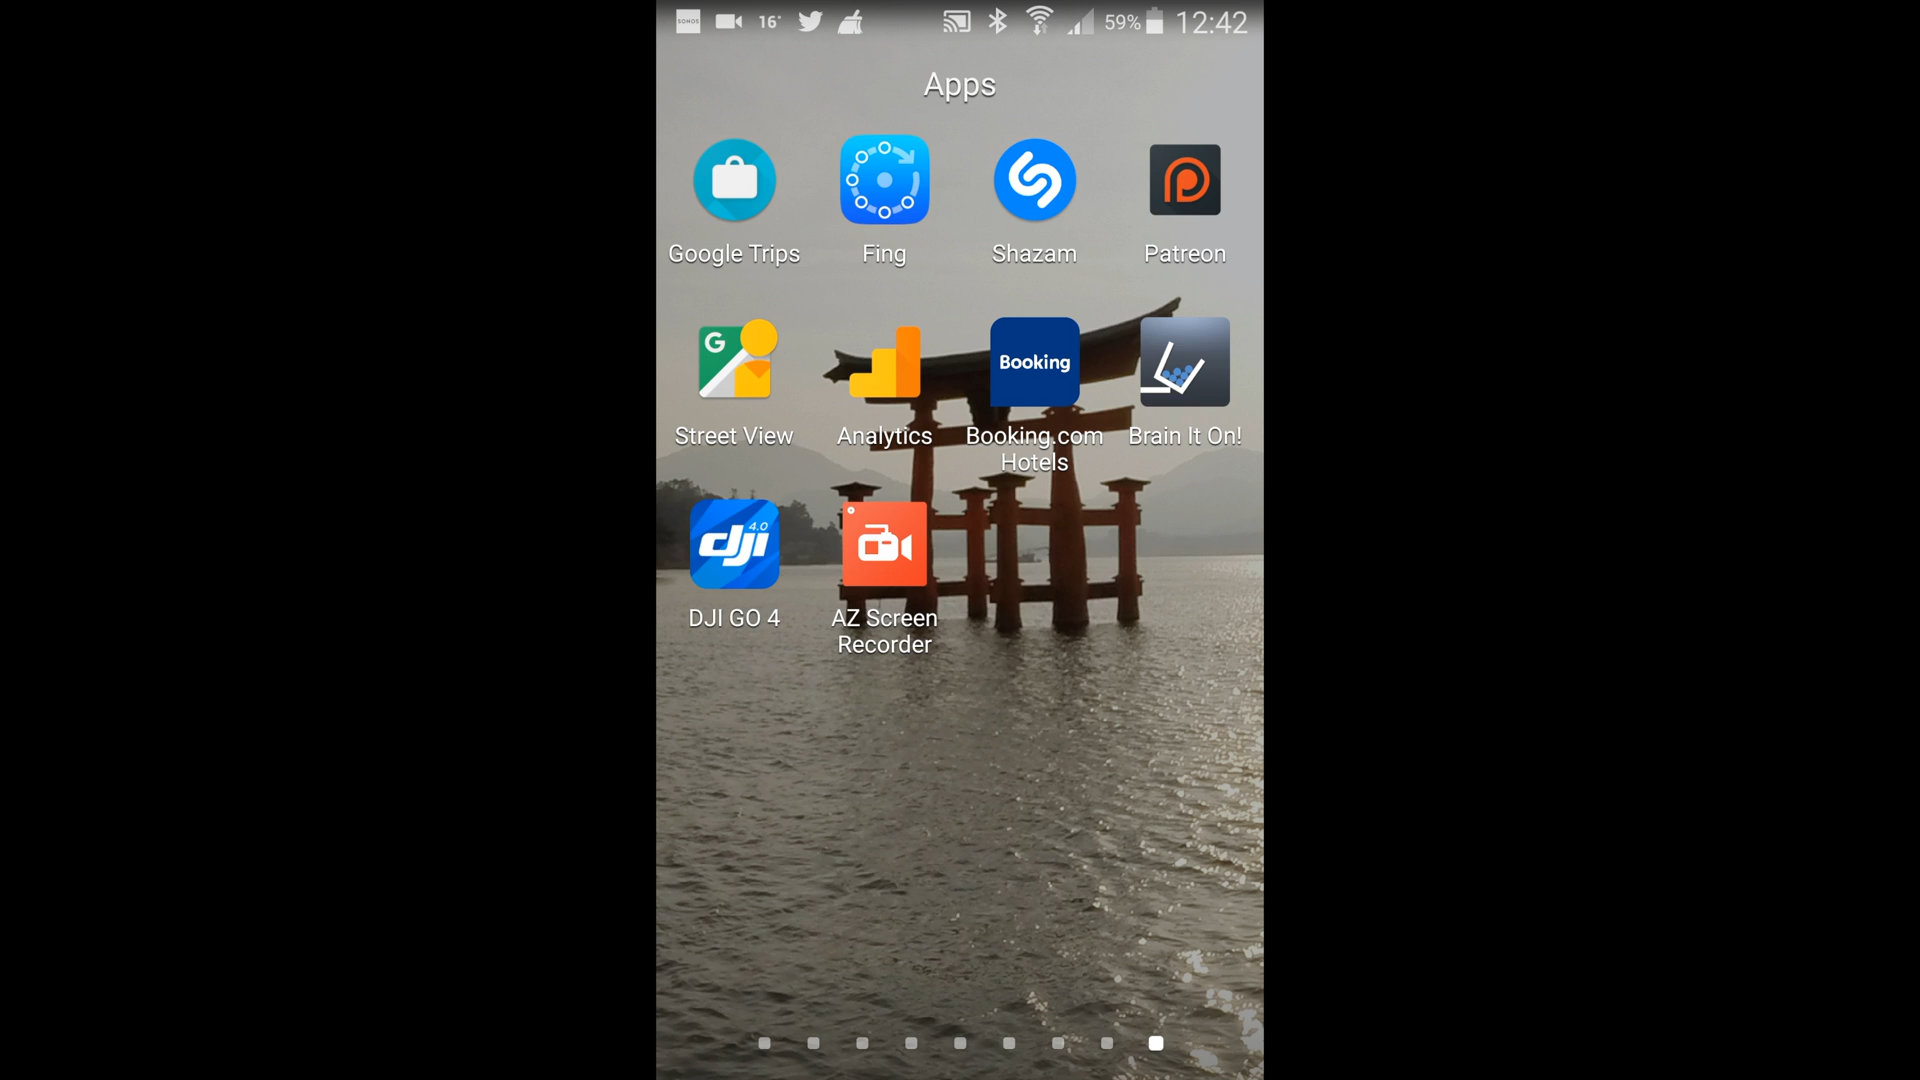 SONOS 16° 59% 12:42
Apps
Google Trips Fing Shazam Patreon
G
Booking
Street View Analytics Booking.com Hotels Brain It On!
4.0
dji
DJI GO 4 AZ Screen Recorder